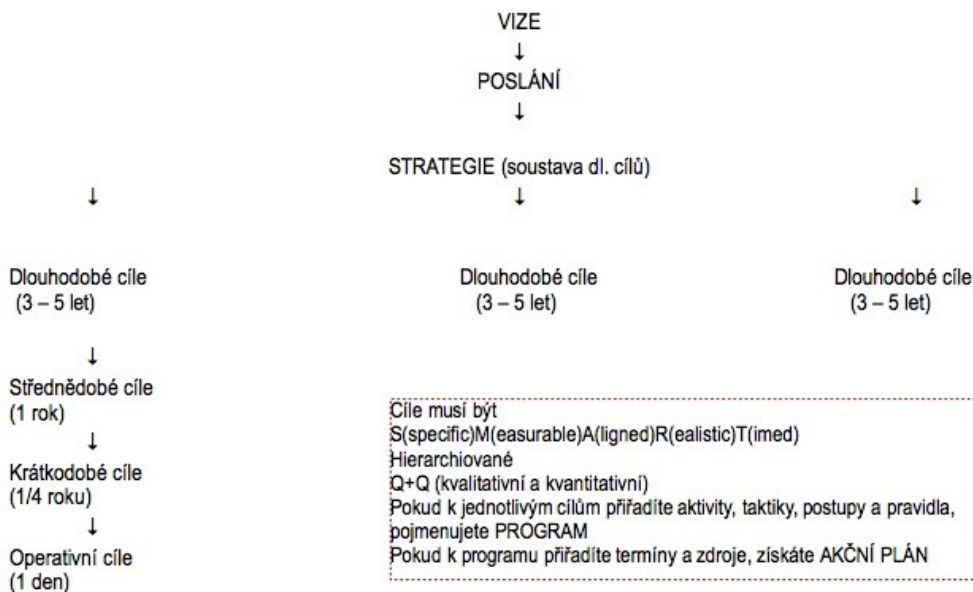 VIZE
↓
POSLÁNÍ
↓
STRATEGIE (soustava dl. cílů)
↓ ↓ ↓
Dlouhodobé cíle Dlouhodobé cíle Dlouhodobé cíle
(3 – 5 let) (3 – 5 let) (3 – 5 let)
↓
Střednědobé cíle
(1 rok)
↓
Krátkodobé cíle
(1/4 roku)
↓
Operativní cíle
(1 den)
Cíle musí být
S(specific)M(easurable)A(ligned)R(ealistic)T(imed)
Hierarchiované
Q+Q (kvalitativní a kvantitativní)
Pokud k jednotlivým cílům přiřadíte aktivity, taktiky, postupy a pravidla,
pojmenujete PROGRAM
Pokud k programu přiřadíte termíny a zdroje, získáte AKČNÍ PLÁN